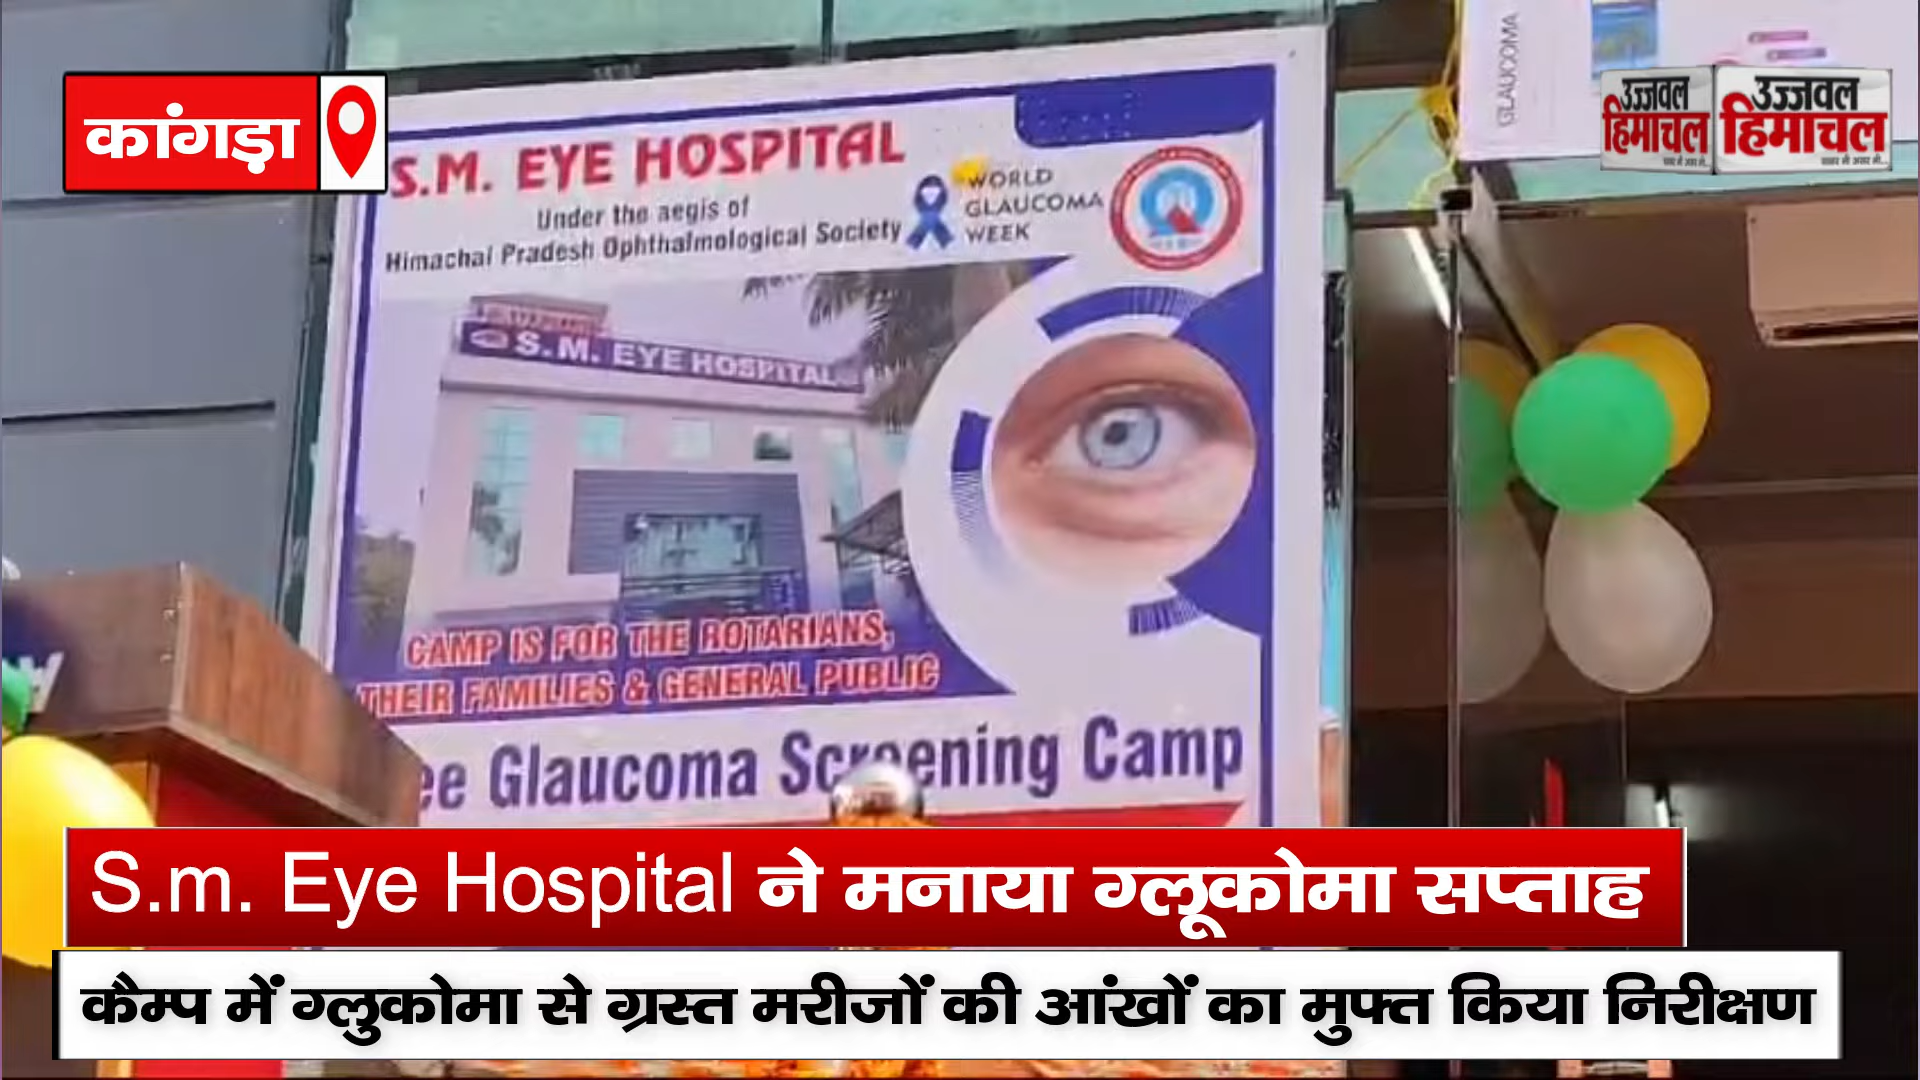 कांगड़ा
उज्जवल
हिमाचल
उज्जवल
हिमाचल
GLAUCOMA
S.M. EYE HOSPITAL
Under the aegis of
Himachal Pradesh Ophthalmological Society
WORLD
GLAUCOMA
WEEK
S.M. EYE HOSPITAL
CAMP IS FOR THE ROTARIANS,
THEIR FAMILIES & GENERAL PUBLIC
Glaucoma Screening Camp
S.m. Eye Hospital ने मनाया ग्लूकोमा सप्ताह
कैम्प में ग्लुकोमा से ग्रस्त मरीजों की आंखों का मुफ्त किया निरीक्षण